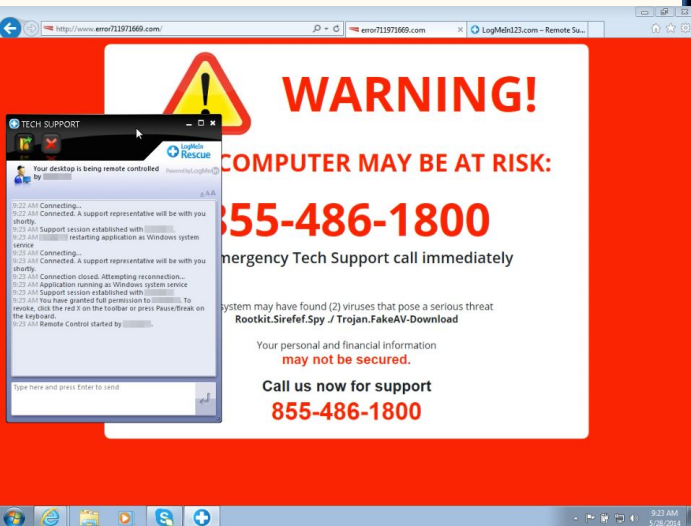 http://www.error711971669.com/
error711971669.com
LogMeIn123.com – Remote Su...
WARNING!
COMPUTER MAY BE AT RISK:
855-486-1800
mergency Tech Support call immediately
system may have found (2) viruses that pose a serious threat
Rootkit.Sirefef.Spy ./ Trojan.FakeAV-Download
Your personal and financial information
may not be secured.
Call us now for support
855-486-1800
TECH SUPPORT
LogMeIn
Rescue
Your desktop is being remote controlled
by
Powered by LogMeIn
AAA
9:22 AM Connecting...
9:22 AM Connected. A support representative will be with you
shortly.
9:23 AM Support session established with
9:23 AM restarting application as Windows system
service
9:23 AM Connecting...
9:23 AM Connected. A support representative will be with you
shortly.
9:23 AM Connection closed. Attempting reconnection...
9:23 AM Application running as Windows system service
9:23 AM Support session established with
9:23 AM You have granted full permission to . To
revoke, click the red X on the toolbar or press Pause/Break on
the keyboard.
9:23 AM Remote Control started by .
Type here and press Enter to send
9:23 AM
5/28/2014